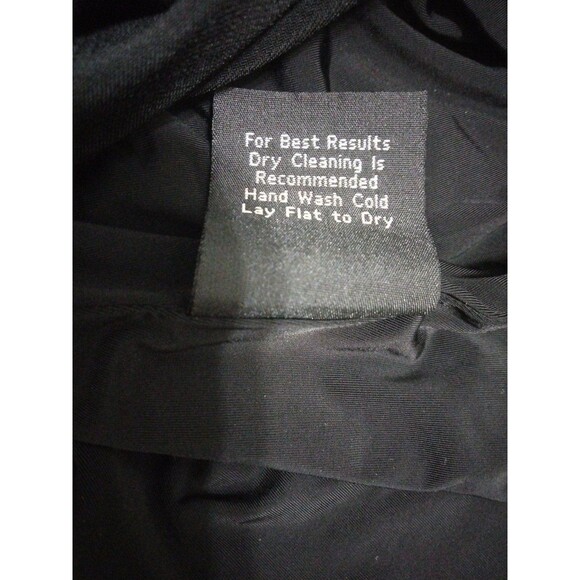 For Best Results
Dry Cleaning Is
Recommended
Hand Wash Cold
Lay Flat to Dry